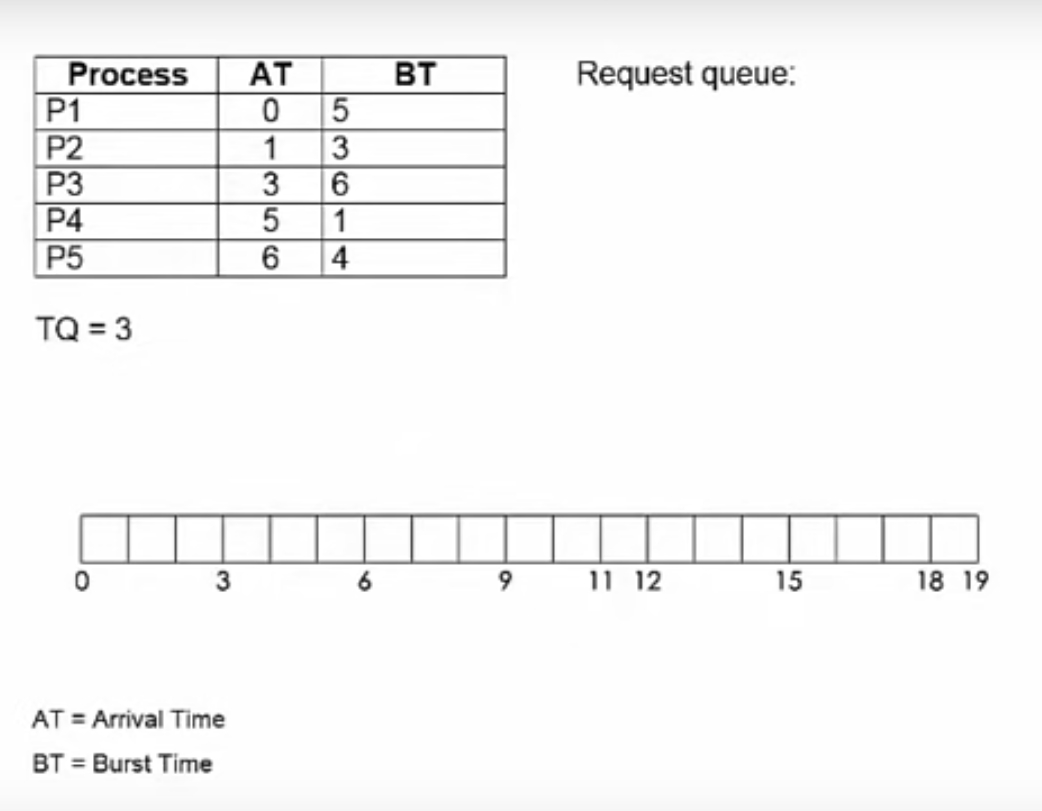 Process AT BT
P1 0 5
P2 1 3
P3 3 6
P4 5 1
P5 6 4
Request queue:
TQ = 3
0 3 6 9 11 12 15 18 19
AT = Arrival Time
BT = Burst Time